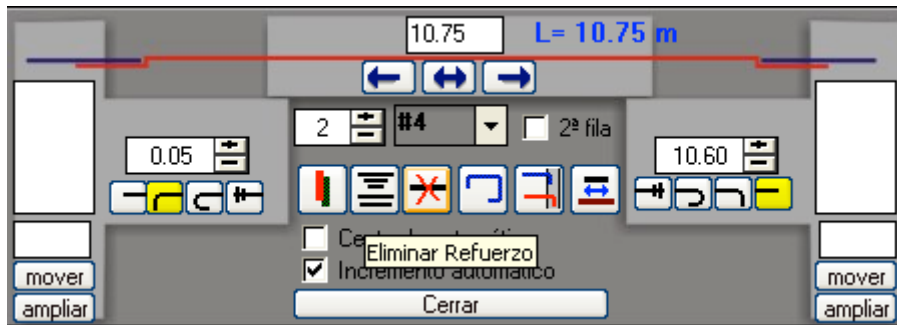 10.75 L= 10.75 m
2 #4 2ª fila
0.05 10.60
Eliminar Refuerzo
Incremento automático
mover mover
ampliar Cerrar ampliar